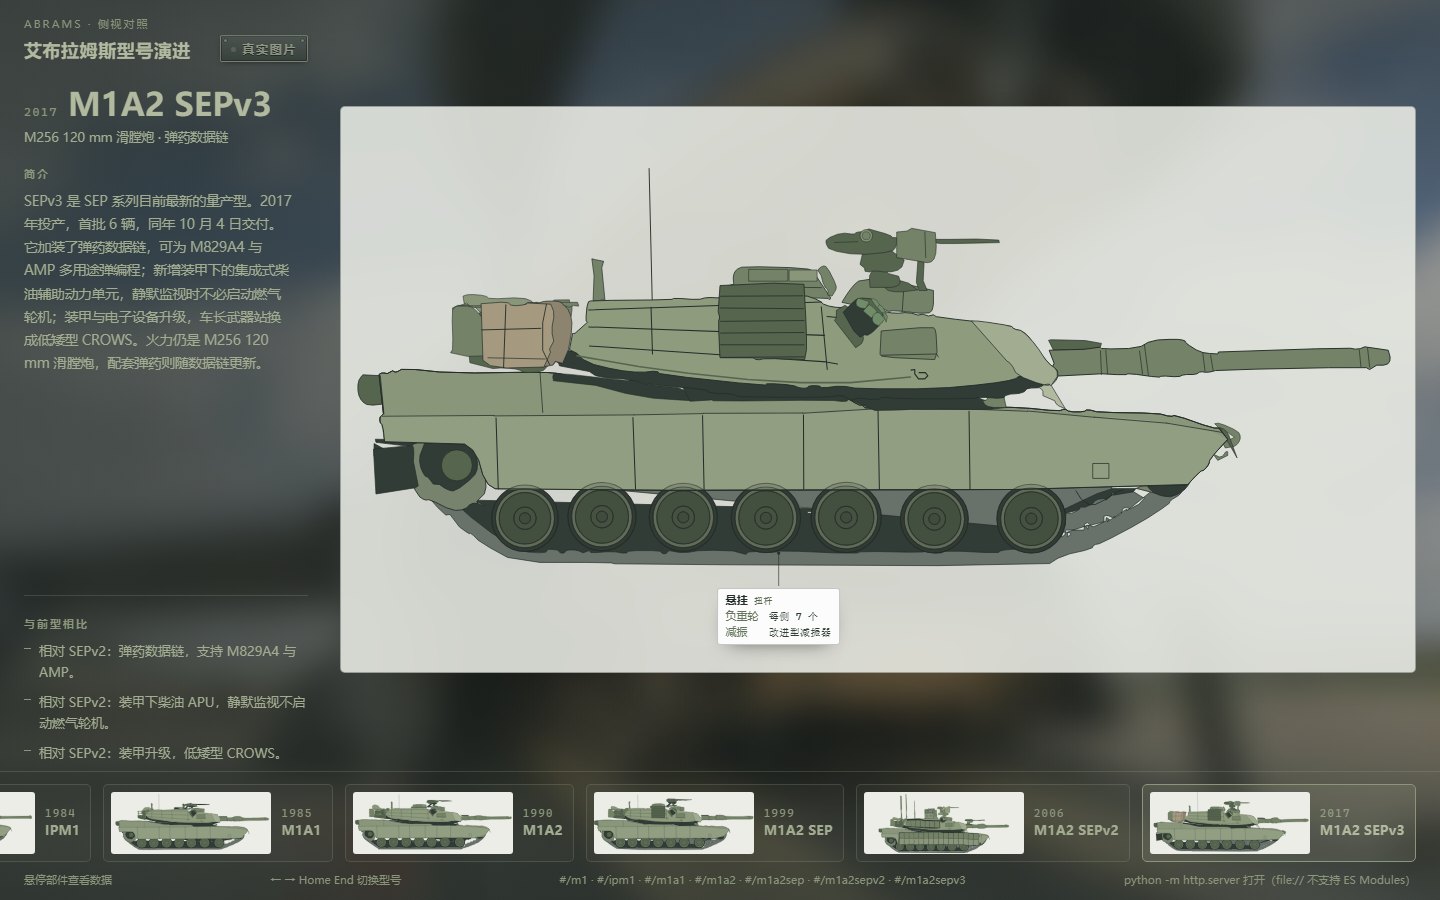 ABRAMS · 侧视对照
艾布拉姆斯型号演进
真实图片
2017 M1A2 SEPv3
M256 120 mm 滑膛炮 · 弹药数据链
简介
SEPv3 是 SEP 系列目前最新的量产型。2017
年投产，首批 6 辆，同年 10 月 4 日交付。
它加装了弹药数据链，可为 M829A4 与
AMP 多用途弹编程；新增装甲下的集成式柴
油辅助动力单元，静默监视时不必启动燃气
轮机；装甲与电子设备升级，车长武器站换
成低矮型 CROWS。火力仍是 M256 120
mm 滑膛炮，配套弹药则随数据链更新。
悬挂 扭杆
负重轮 每侧 7 个
减振 改进型减振器
与前型相比
– 相对 SEPv2：弹药数据链，支持 M829A4 与
AMP。
– 相对 SEPv2：装甲下柴油 APU，静默监视不启
动燃气轮机。
– 相对 SEPv2：装甲升级，低矮型 CROWS。
1984
IPM1
1985
M1A1
1990
M1A2
1999
M1A2 SEP
2006
M1A2 SEPv2
2017
M1A2 SEPv3
悬停部件查看数据
←→ Home End 切换型号
#/m1 · #/ipm1 · #/m1a1 · #/m1a2 · #/m1a2sep · #/m1a2sepv2 · #/m1a2sepv3
python -m http.server 打开（file:// 不支持 ES Modules）